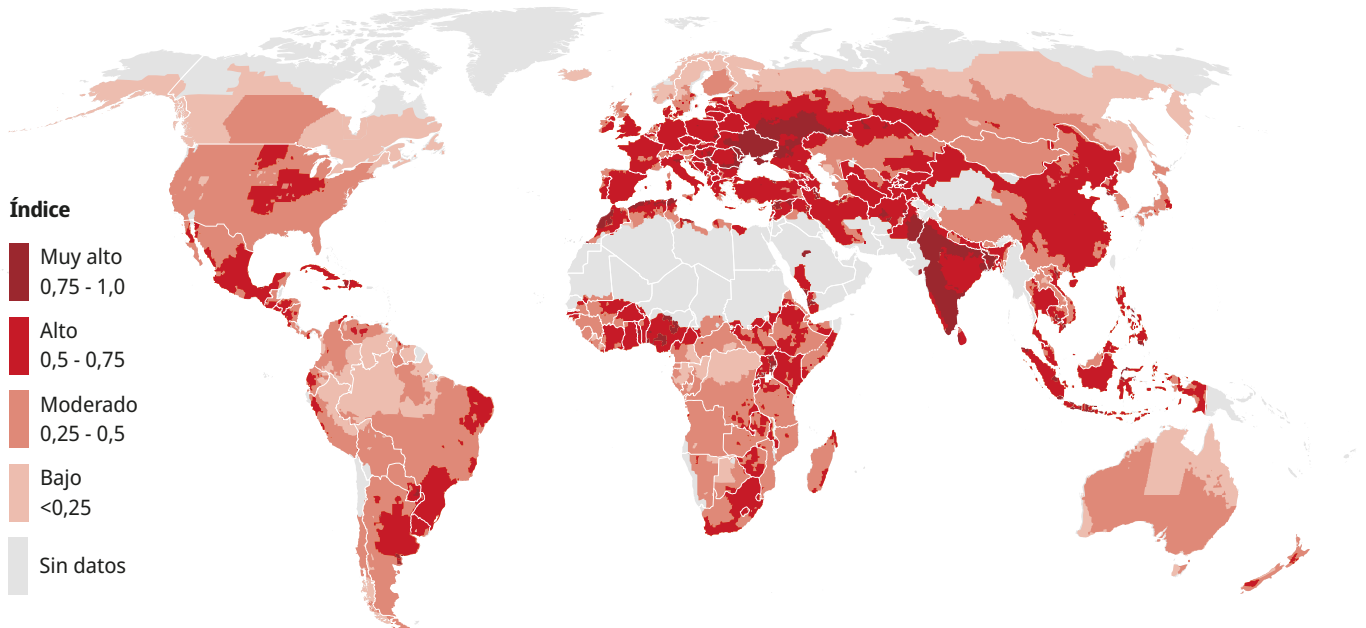 Índice
Muy alto
0,75 - 1,0
Alto
0,5 - 0,75
Moderado
0,25 - 0,5
Bajo
<0,25
Sin datos